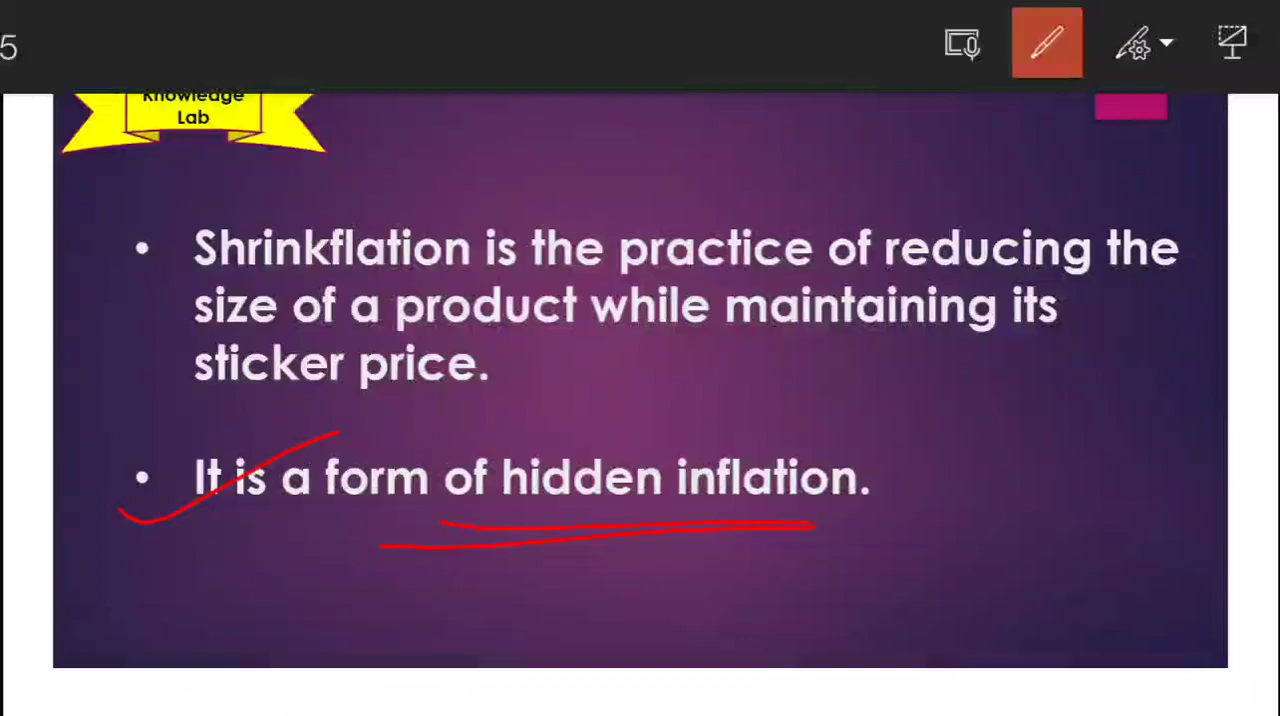 5
Knowledge
Lab
• Shrinkflation is the practice of reducing the
size of a product while maintaining its
sticker price.
• It is a form of hidden inflation.